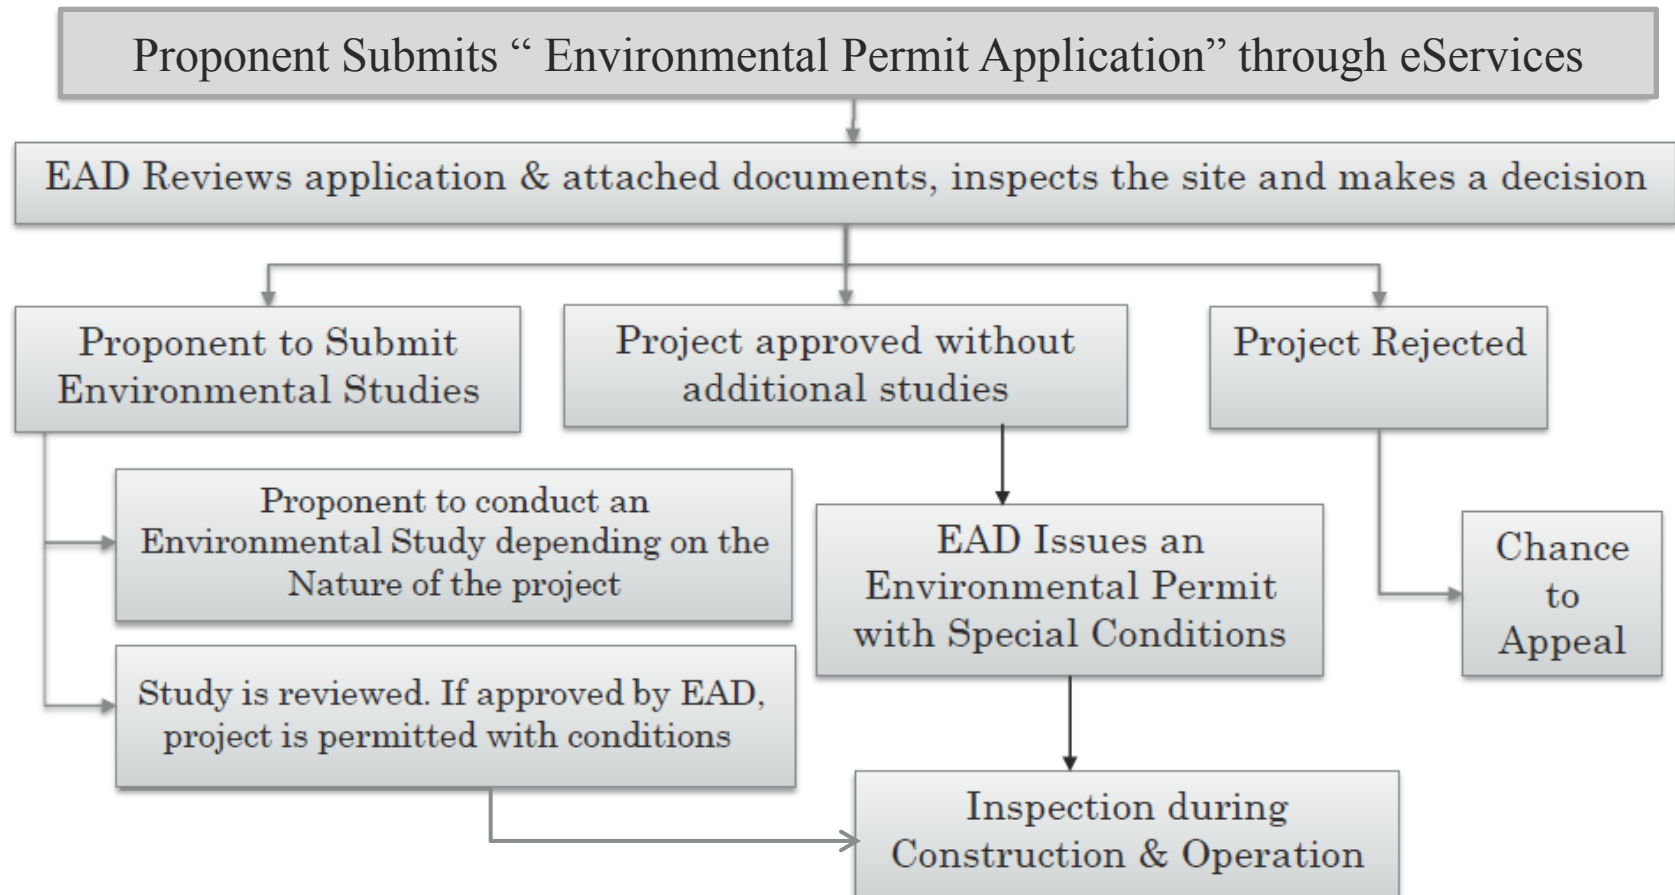 Proponent Submits “ Environmental Permit Application” through eServices
EAD Reviews application & attached documents, inspects the site and makes a decision
Proponent to Submit
Environmental Studies
Project approved without
additional studies
Project Rejected
Proponent to conduct an
Environmental Study depending on the
Nature of the project
EAD Issues an
Environmental Permit
with Special Conditions
Chance
to
Appeal
Study is reviewed. If approved by EAD,
project is permitted with conditions
Inspection during
Construction & Operation